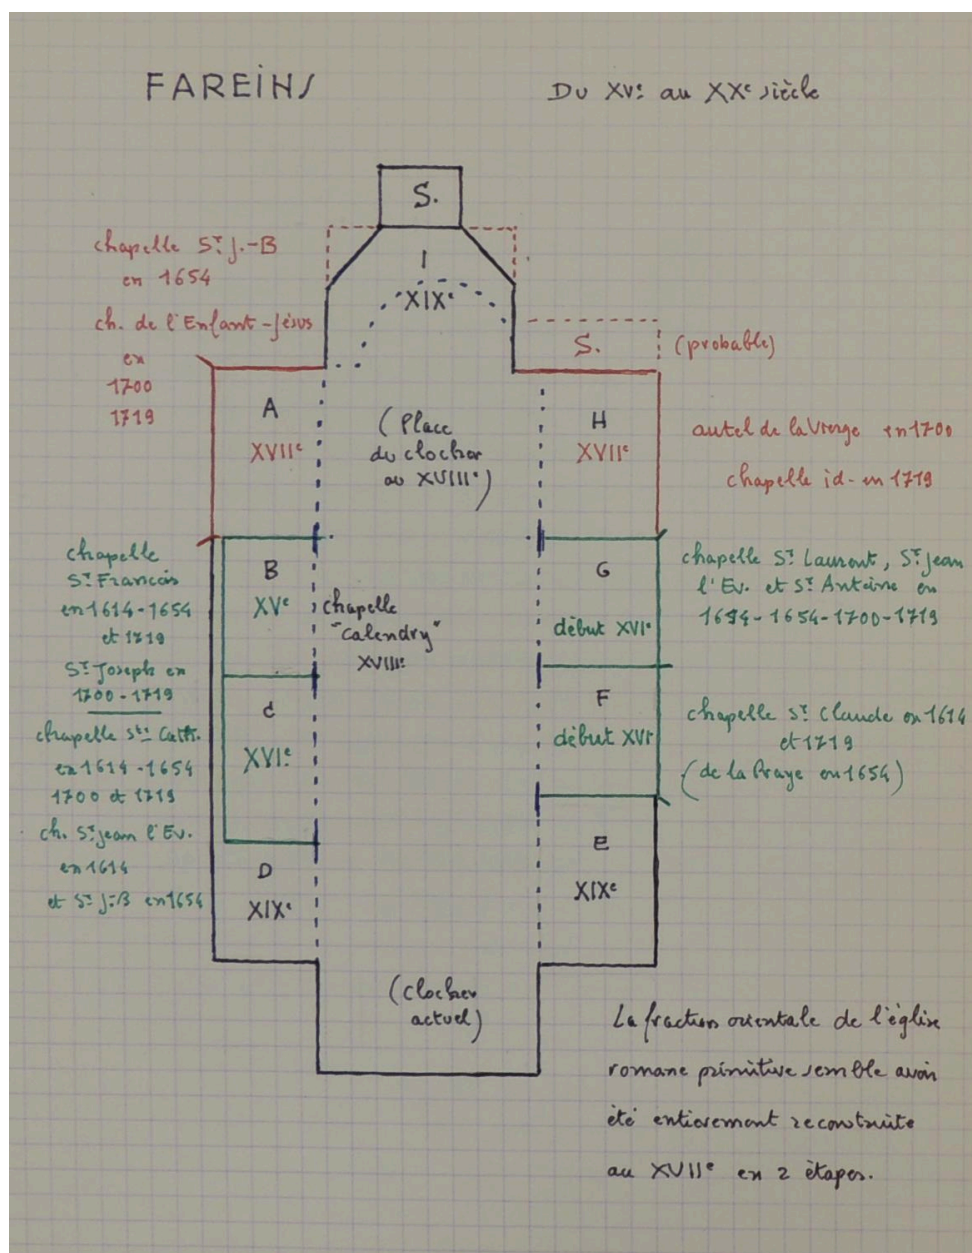 FAREINS
Du XVe au XXe siècle
S.
chapelle St J.-B
en 1654
ch. de l'Enfant-Jésus
en
1700
1719
I
XIXe
S.
(probable)
A
XVIIe
(Place
du clocher
au XVIIIe)
H
XVIIe
autel de la Vierge en 1700
chapelle id- en 1719
chapelle
St Francois
en 1614-1654
et 1719
St Joseph en
1700-1719
B
XVe
chapelle
"Calendry"
XVIIIe
G
début XVIe
chapelle St Laurent, St Jean
l'Ev. et St Antoine en
1654-1700-1719
chapelle Ste Cath.
en 1614-1654
1700 et 1719
ch. St Jean l'Ev.
en 1614
et St J.-B en 1654
C
XVIe
F
début XVIe
chapelle St Claude en 1614
et 1719
(de la Praye en 1654)
D
XIXe
E
XIXe
(clocher
actuel)
La fraction orientale de l'église
romane primitive semble avoir
été entièrement reconstruite
au XVIIe en 2 étapes.